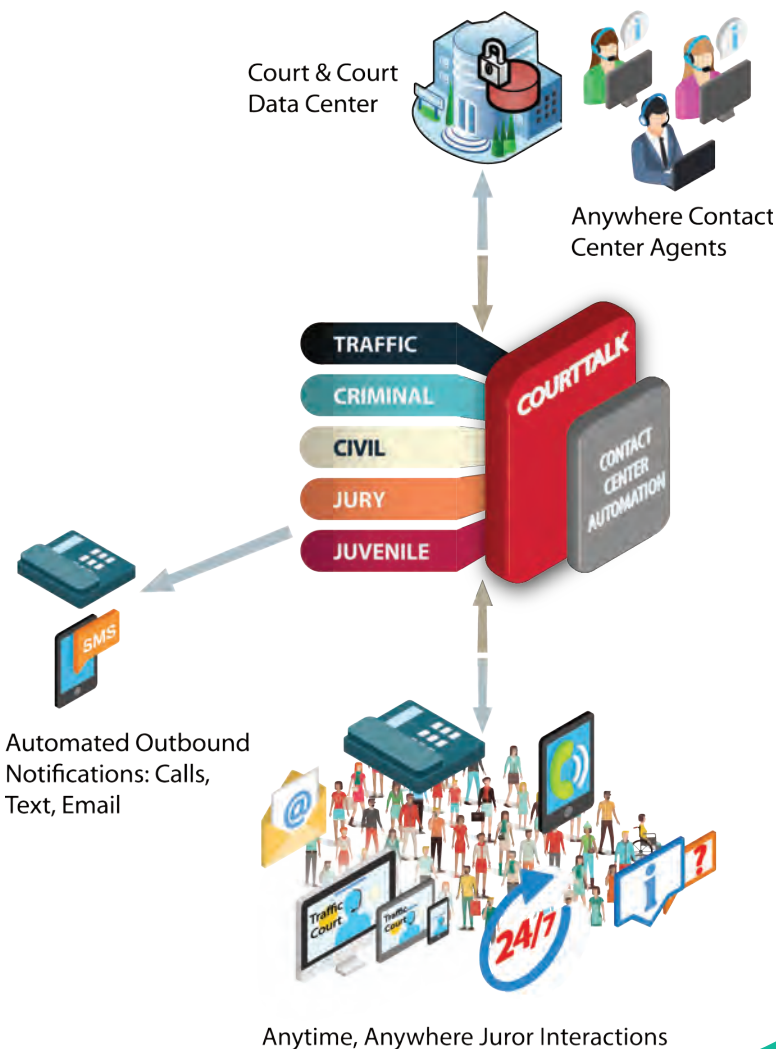 Court & Court
Data Center
Anywhere Contact
Center Agents
TRAFFIC
CRIMINAL
CIVIL
JURY
JUVENILE
COURTTALK
CONTACT
CENTER
AUTOMATION
SMS
Automated Outbound
Notifications: Calls,
Text, Email
@
Traffic
Court
Traffic
Court
24/7
i
?
Anytime, Anywhere Juror Interactions